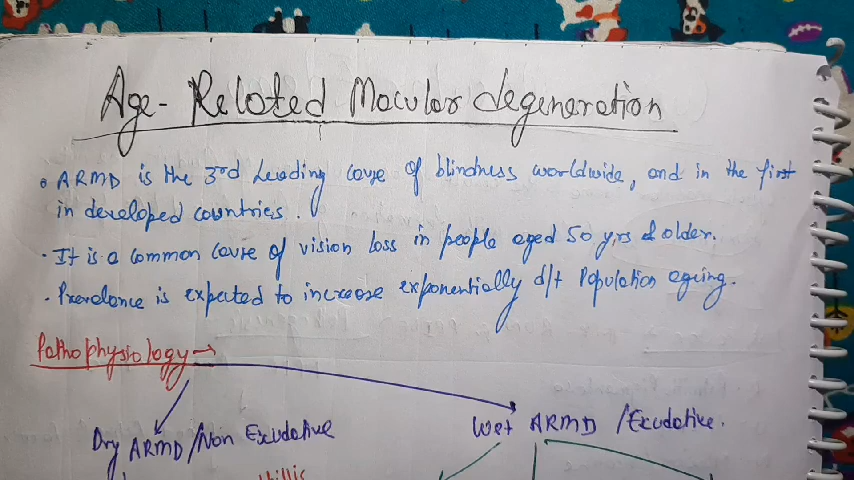 Age-Related Macular degeneration
• ARMD is the 3rd Leading cause of blindness worldwide, and in the first
in developed countries.
• It is a common cause of vision loss in people aged 50 yrs & older.
• Prevalance is expected to increase exponentially d/t Population ageing.
Pathophysiology →
Dry ARMD/Non Exudative
Wet ARMD /Exudative.